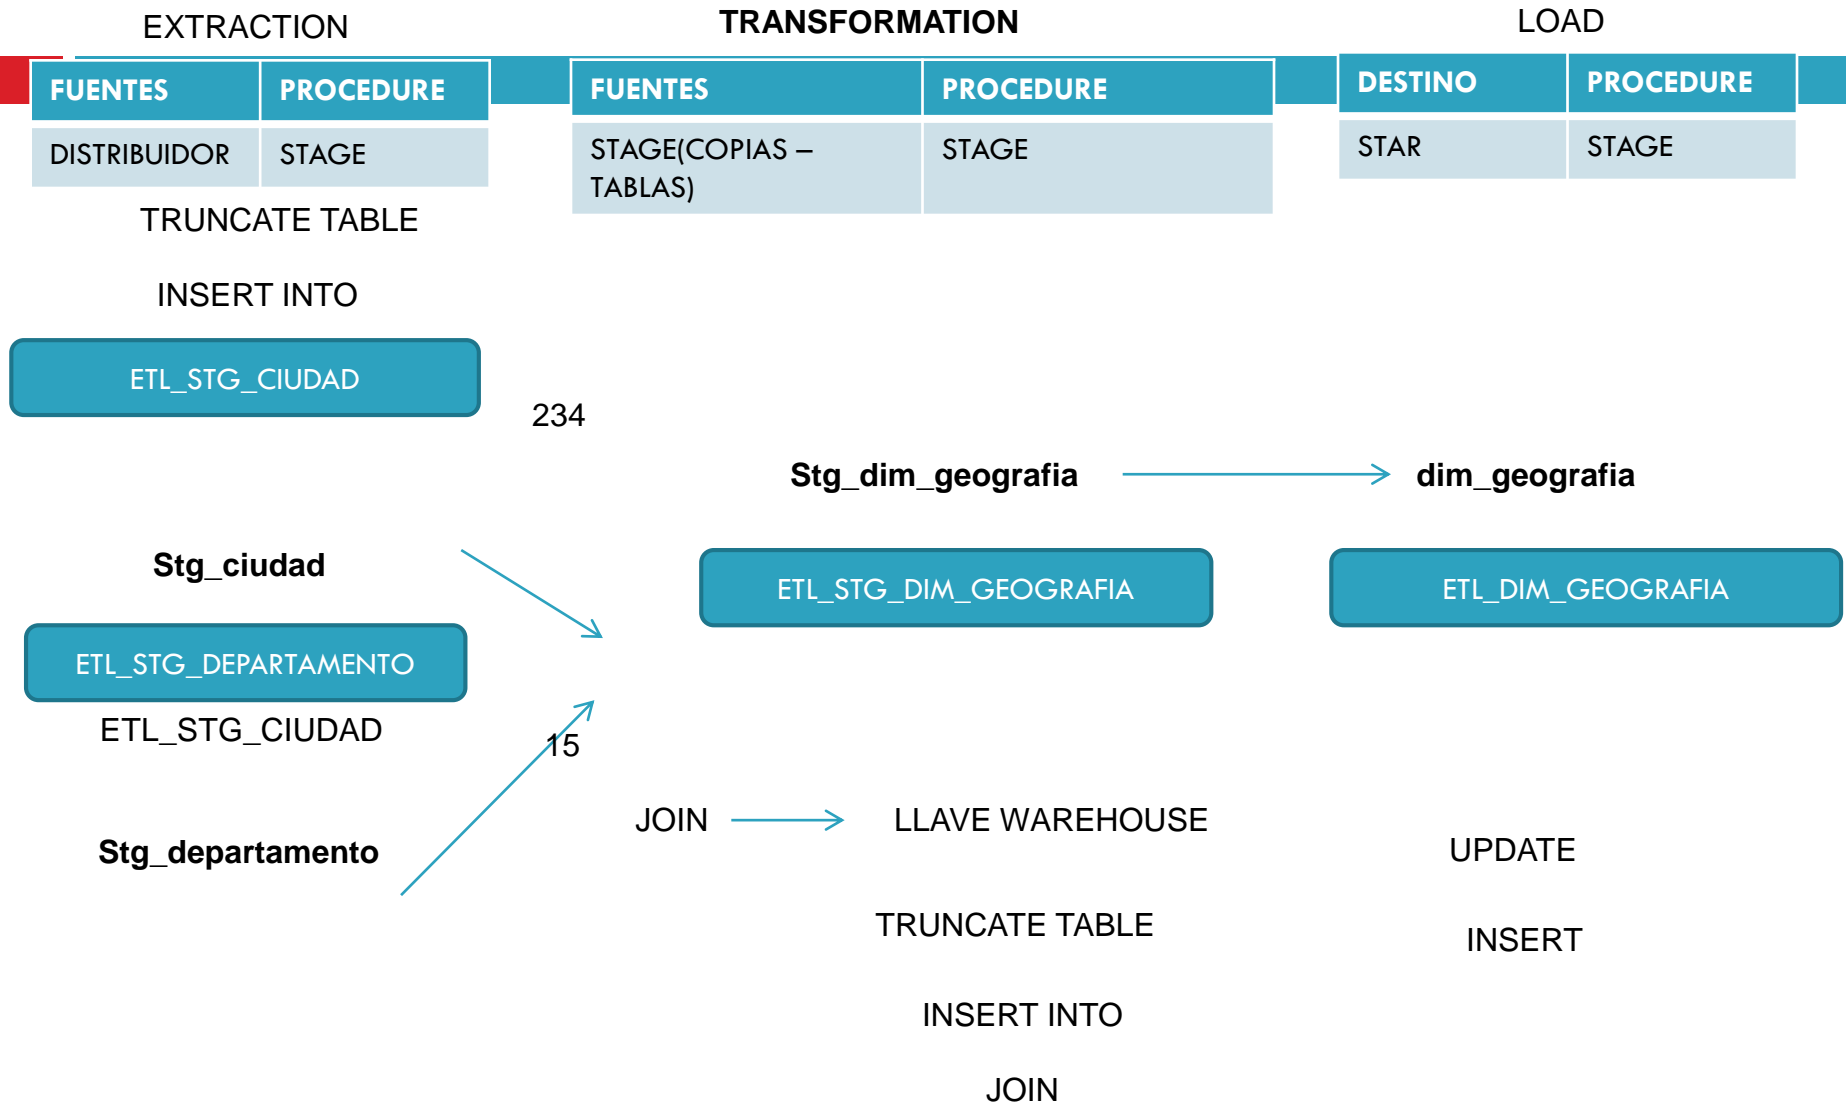 EXTRACTION
TRANSFORMATION
LOAD
FUENTES
PROCEDURE
DISTRIBUIDOR
STAGE
FUENTES
PROCEDURE
STAGE(COPIAS –
TABLAS)
STAGE
DESTINO
PROCEDURE
STAR
STAGE
TRUNCATE TABLE
INSERT INTO
ETL_STG_CIUDAD
234
Stg_ciudad
ETL_STG_DEPARTAMENTO
ETL_STG_CIUDAD
15
Stg_departamento
Stg_dim_geografia
ETL_STG_DIM_GEOGRAFIA
JOIN
LLAVE WAREHOUSE
TRUNCATE TABLE
INSERT INTO
JOIN
dim_geografia
ETL_DIM_GEOGRAFIA
UPDATE
INSERT